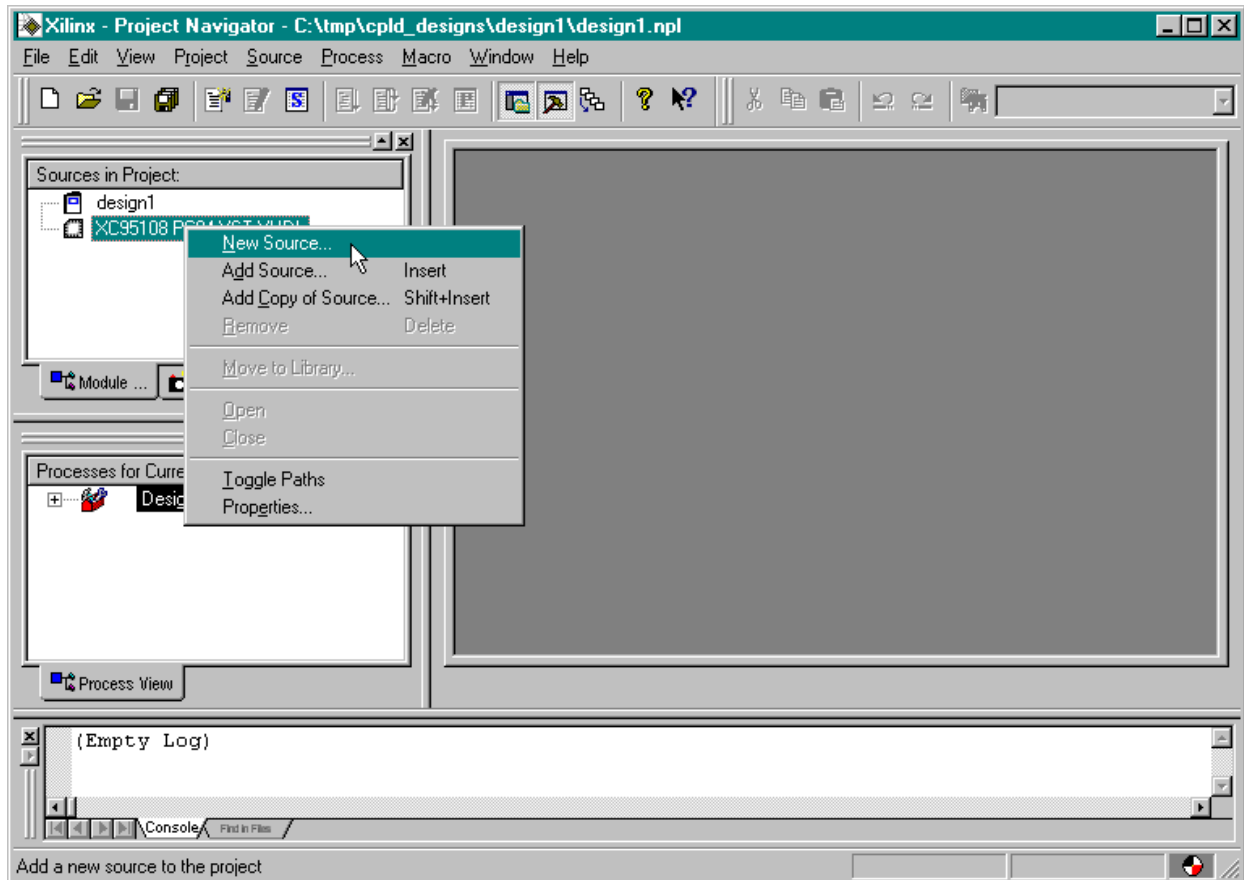 Xilinx - Project Navigator - C:\tmp\cpld_designs\design1\design1.npl
File Edit View Project Source Process Macro Window Help
Sources in Project:
design1
XC95108
New Source...
Add Source... Insert
Add Copy of Source... Shift+Insert
Remove Delete
Move to Library...
Open
Close
Toggle Paths
Properties...
Module ...
Processes for Curre
Desig
Process View
(Empty Log)
Console Find in Files
Add a new source to the project